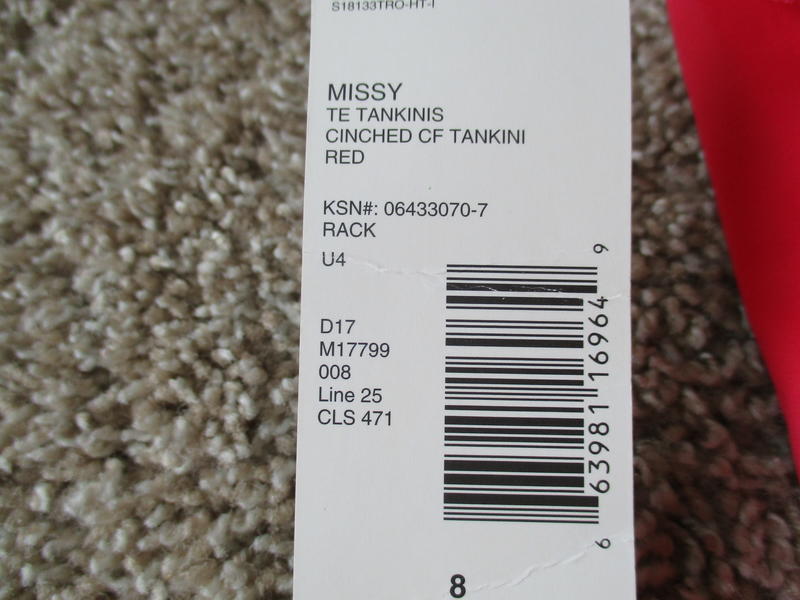 S18133TRO-HT-I
MISSY
TE TANKINIS
CINCHED CF TANKINI
RED
KSN#: 06433070-7
RACK
U4
D17
M17799
008
Line 25
CLS 471
6 63981 16964 9
8